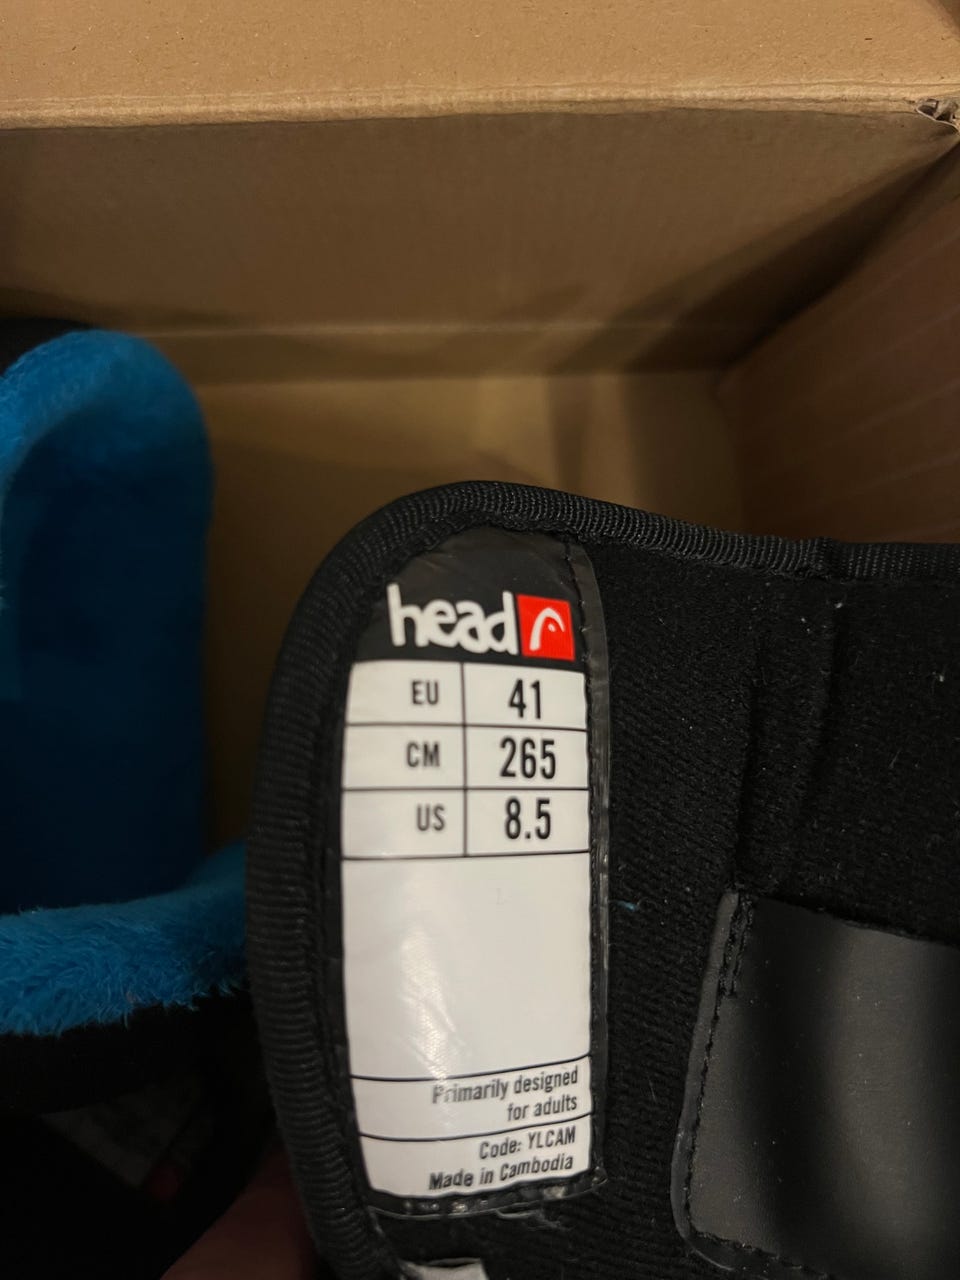 head
EU 41
CM 265
US 8.5
Primarily designed
for adults
Code: YLCAM
Made in Cambodia